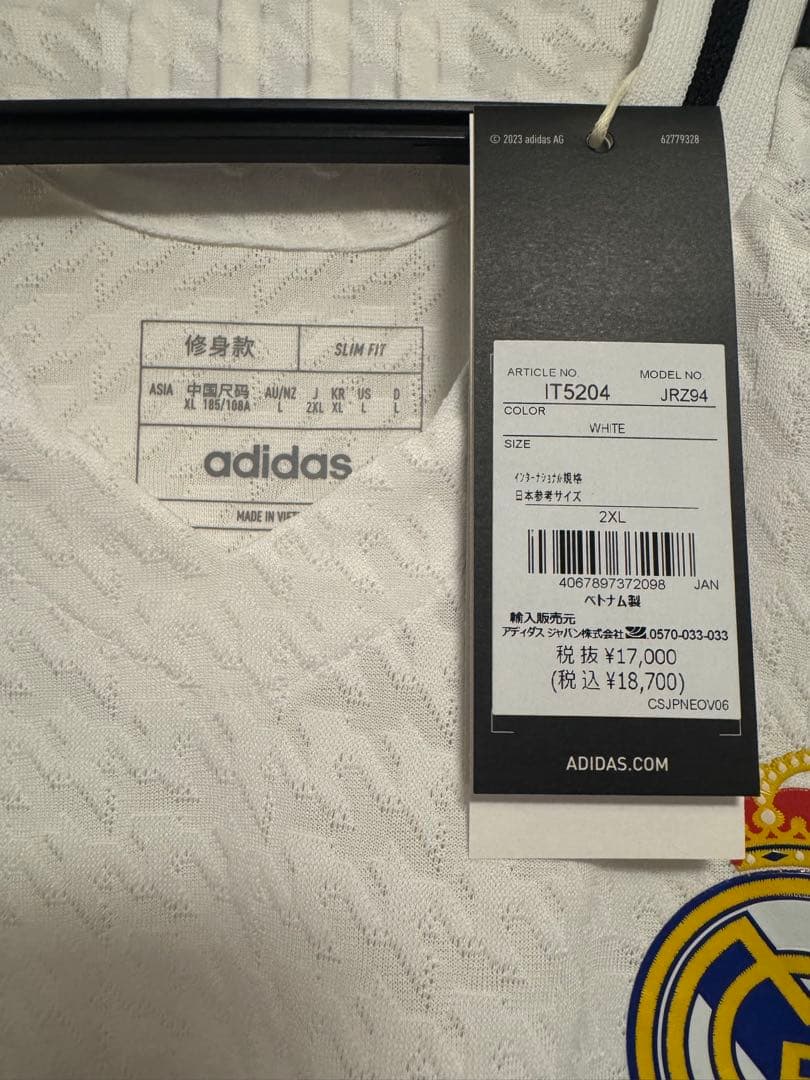 © 2023 adidas AG 62779328
修身款 SLIM FIT
ASIA 中国尺码 AU/NZ J KR US D
XL 185/108A L 2XL XL L L
adidas
MADE IN
ARTICLE NO. MODEL NO.
IT5204 JRZ94
COLOR
WHITE
SIZE
インターナショナル規格
日本参考サイズ
2XL
4067897372098 JAN
ベトナム製
輸入販売元
アディダス ジャパン株式会社 0570-033-033
税抜 ¥17,000
(税込 ¥18,700)
CSJPNEOV06
ADIDAS.COM